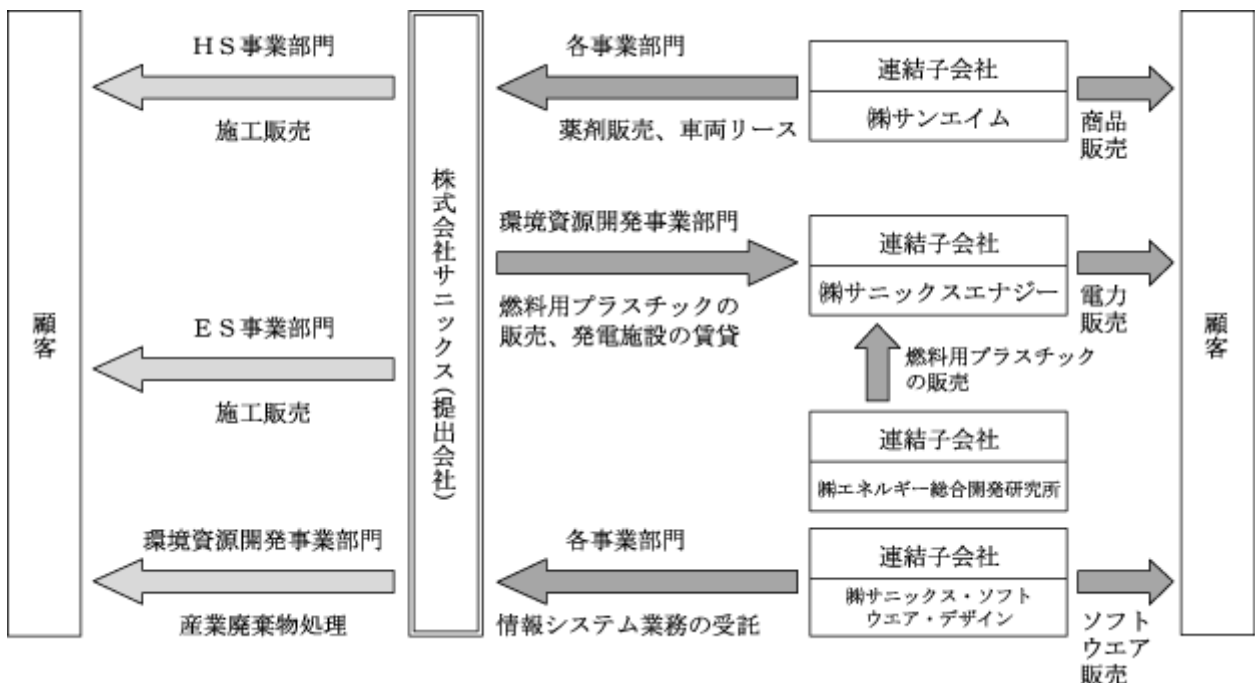 顧客
HS事業部門
施工販売
ES事業部門
施工販売
環境資源開発事業部門
産業廃棄物処理
株式会社サニックス(提出会社)
各事業部門
薬剤販売、車両リース
連結子会社
㈱サンエイム
商品
販売
環境資源開発事業部門
燃料用プラスチックの
販売、発電施設の賃貸
連結子会社
㈱サニックスエナジー
電力
販売
燃料用プラスチック
の販売
連結子会社
㈱エネルギー総合開発研究所
各事業部門
情報システム業務の受託
連結子会社
㈱サニックス・ソフト
ウエア・デザイン
ソフト
ウエア
販売
顧客